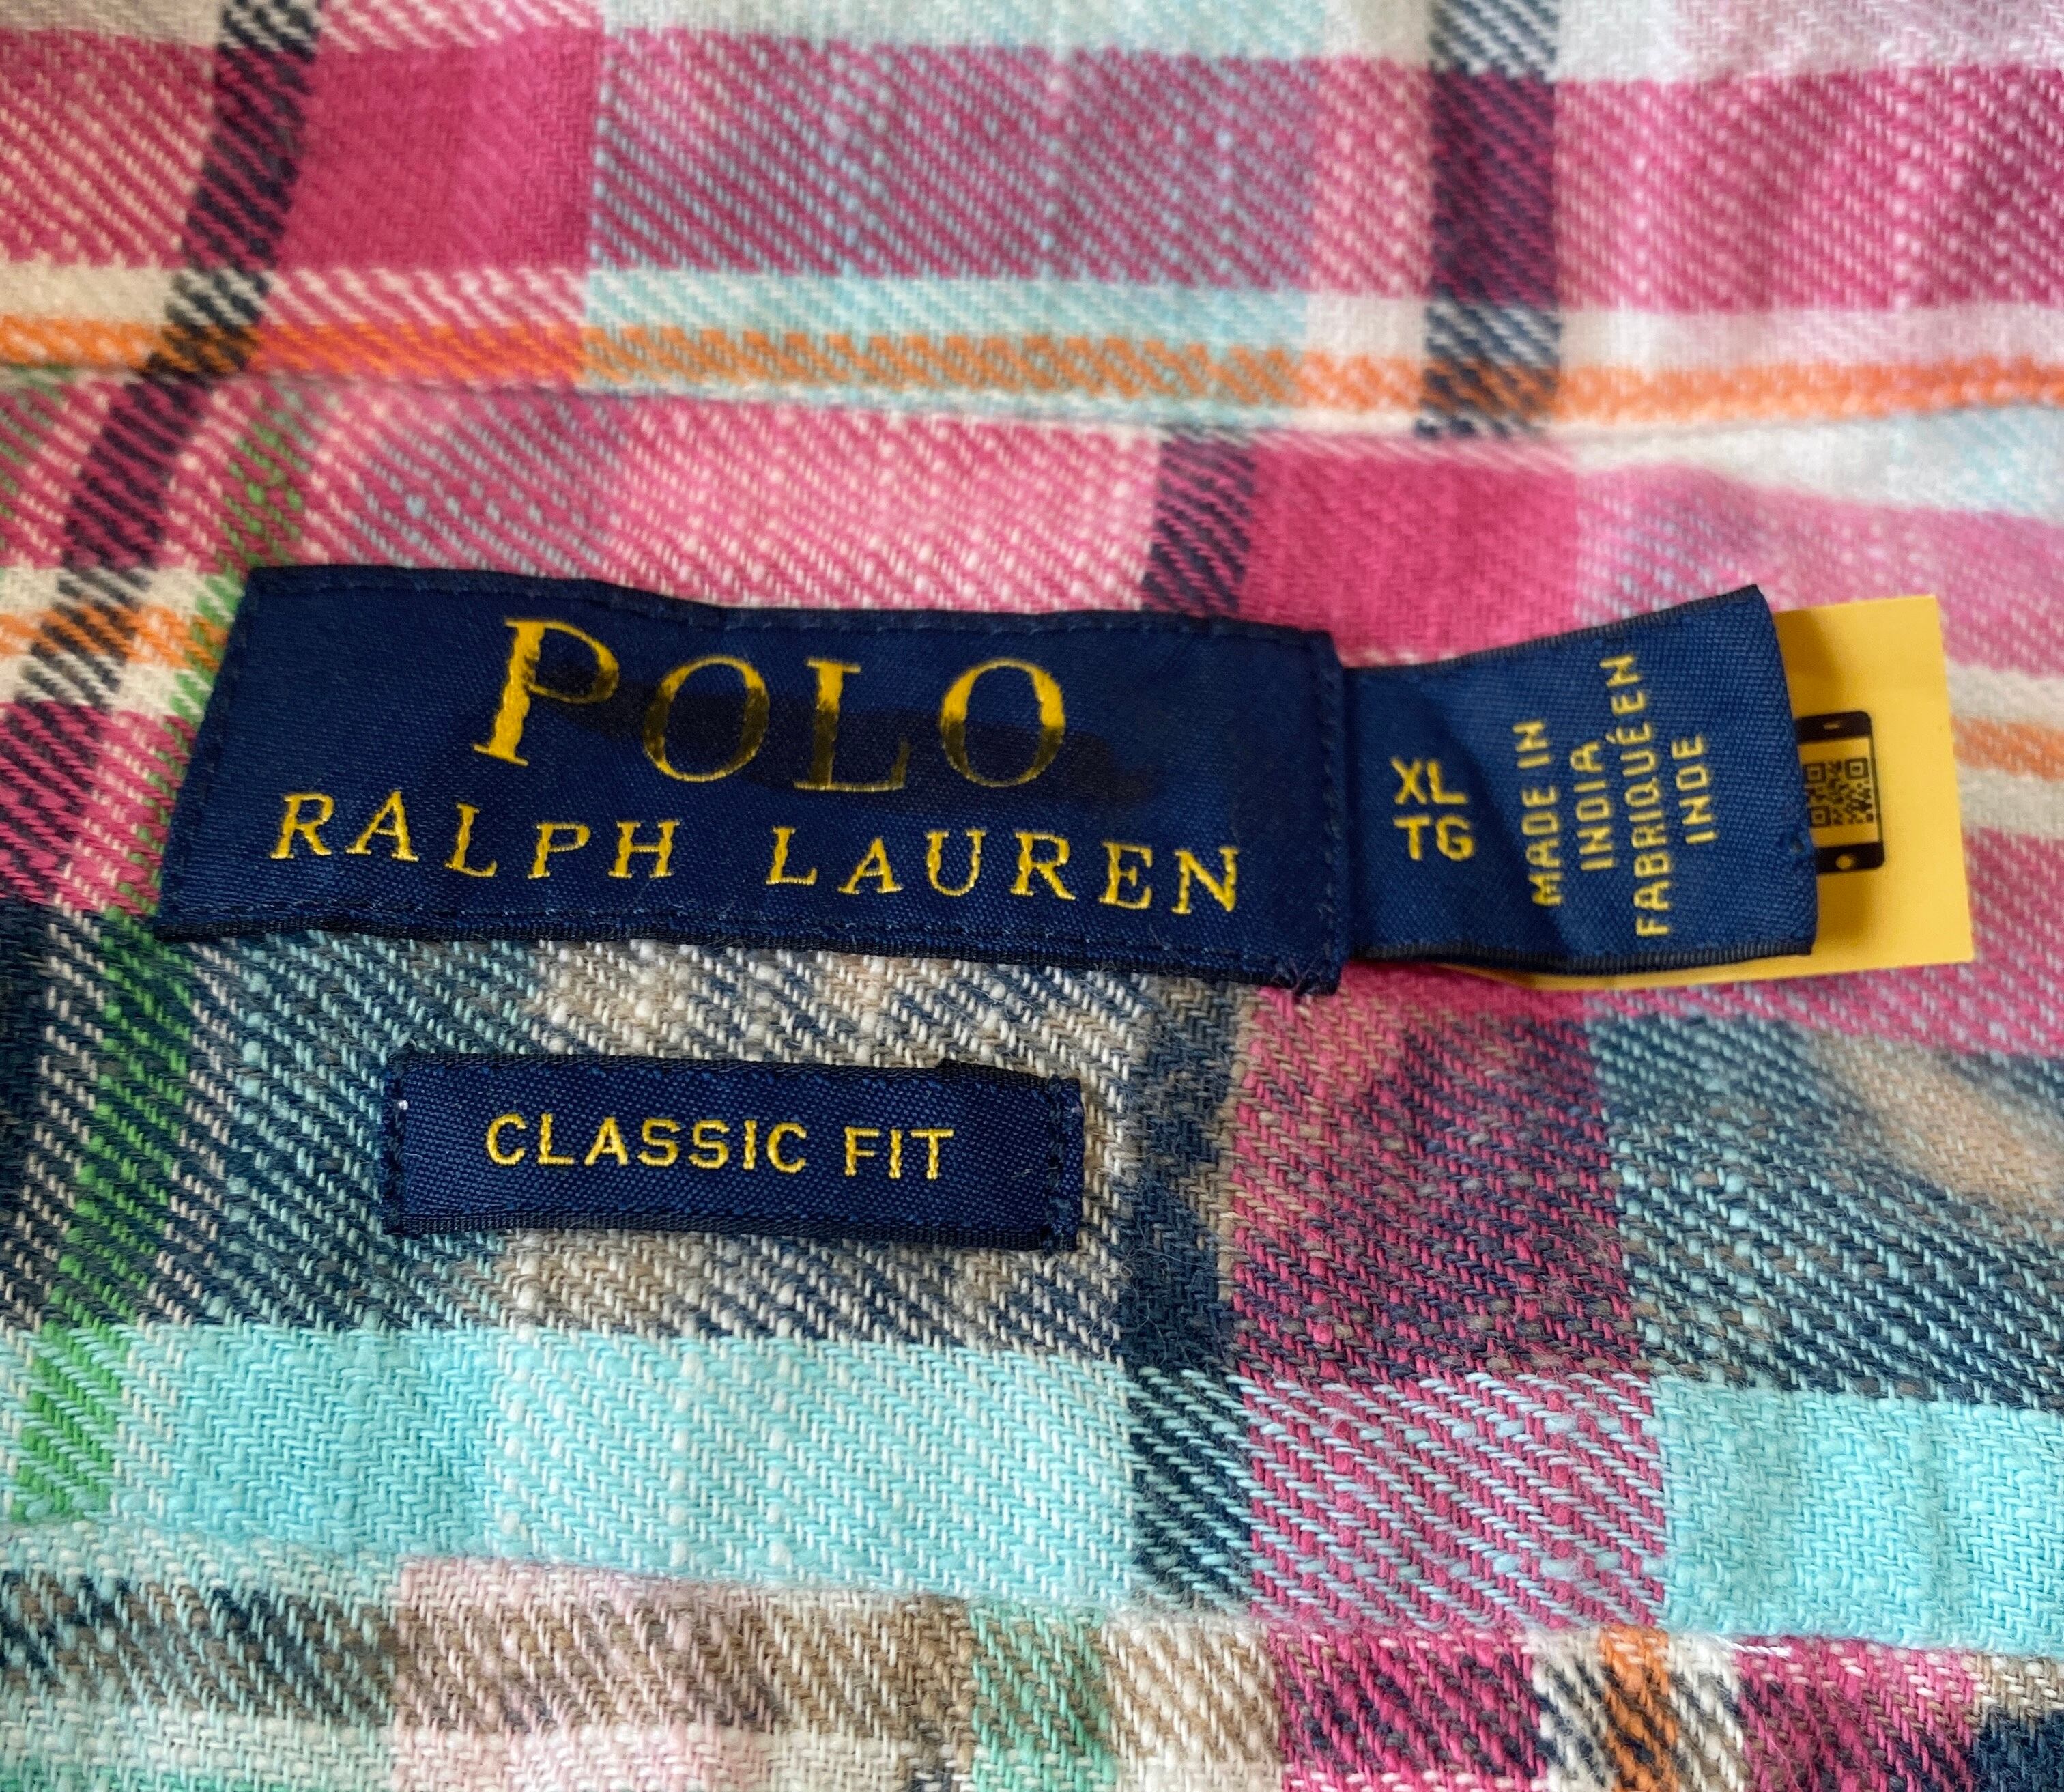 POLO
RALPH LAUREN
XL
TG
MADE IN
INDIA
FABRIQUÉ EN
INDE
CLASSIC FIT